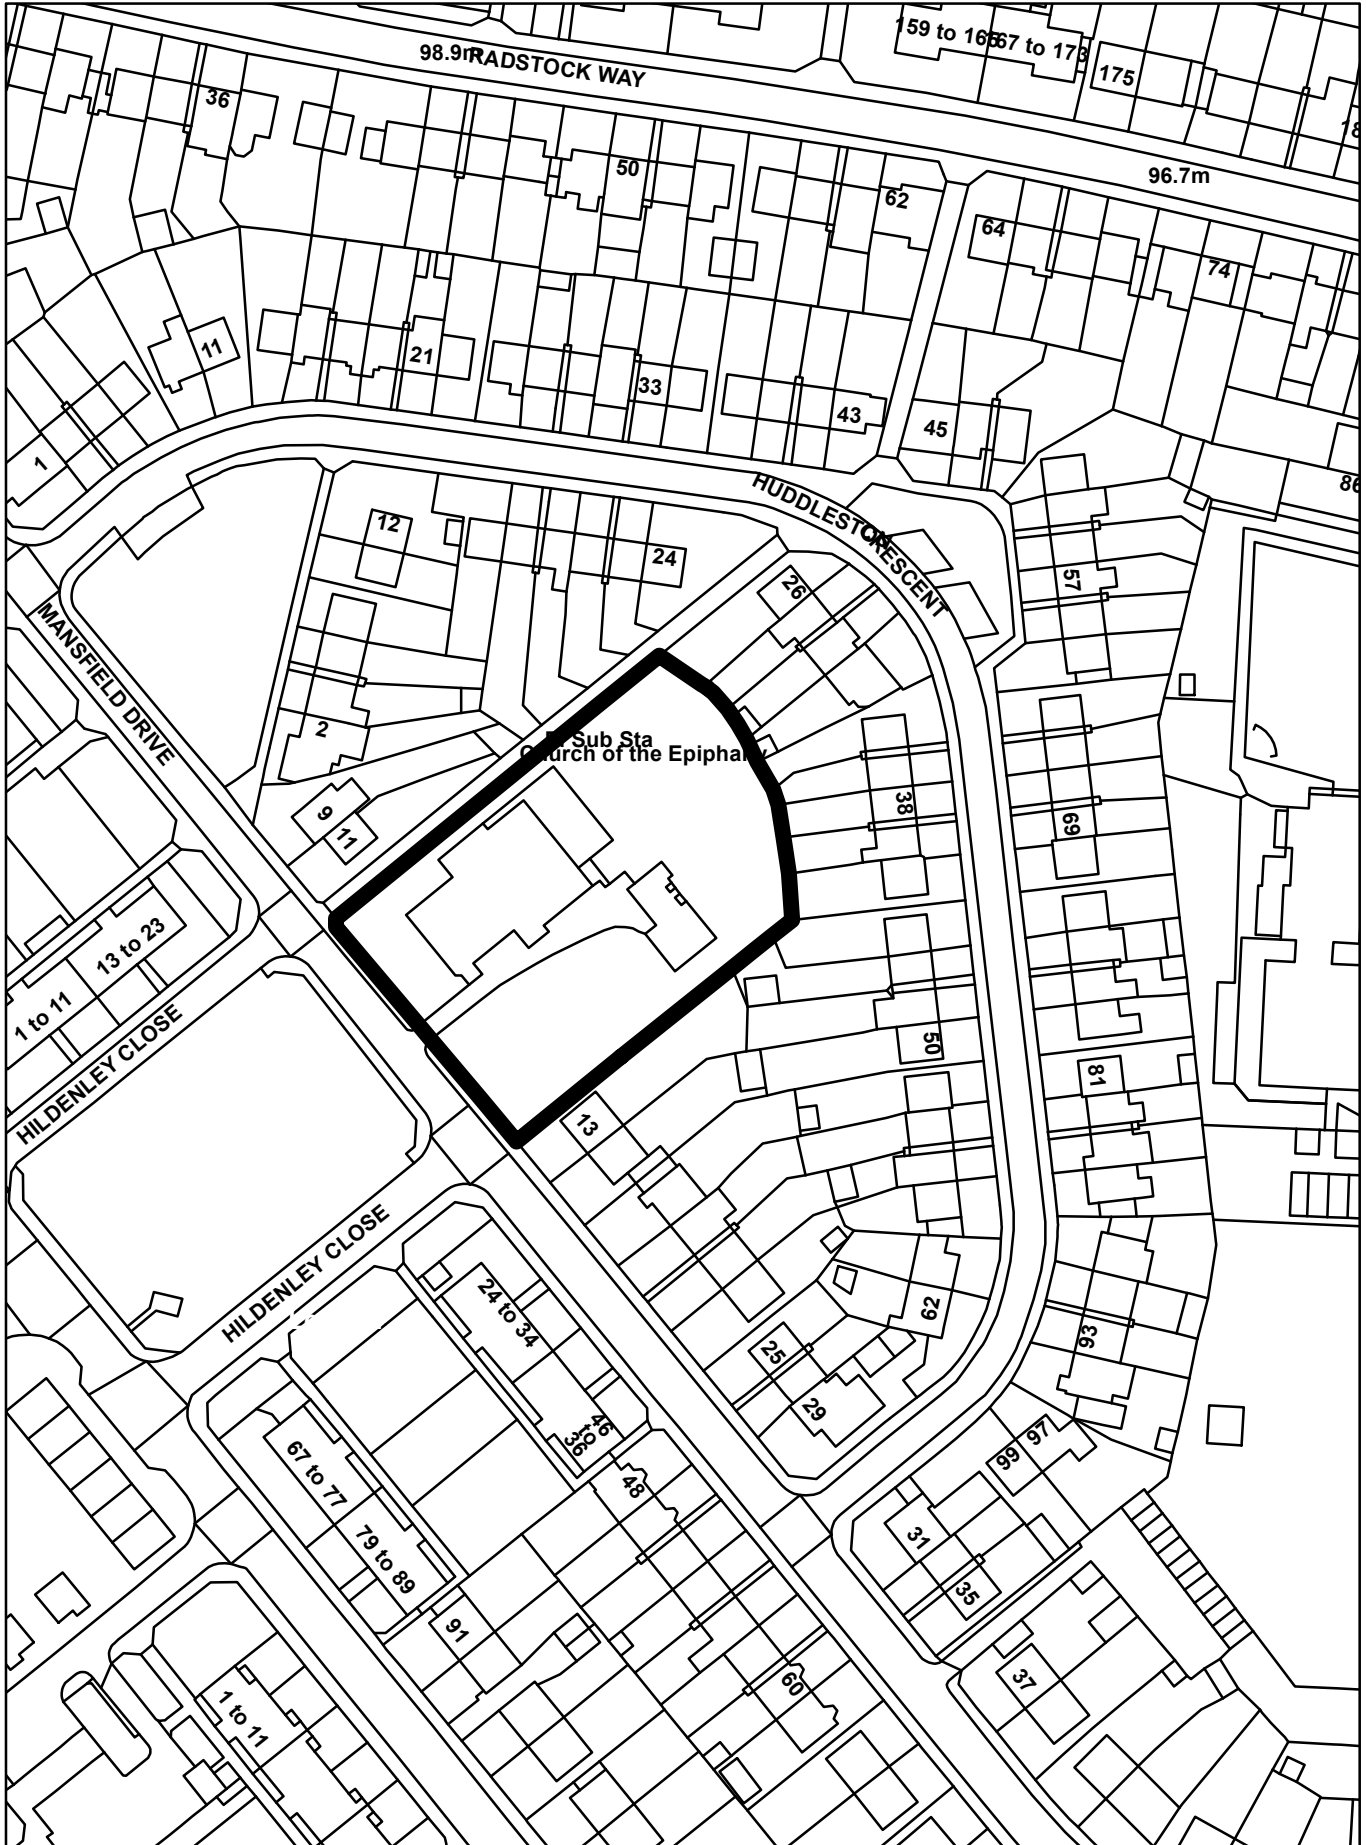 159 to 165
167 to 173
98.9m
RADSTOCK WAY
175
36
50
96.7m
62
64
74
11
21
33
43
45
1
86
HUDDLESTON
CRESCENT
12
24
26
57
MANSFIELD DRIVE
2
El Sub Sta
Church of the Epiphany
9
11
38
69
13 to 23
1 to 11
HILDENLEY CLOSE
50
81
13
HILDENLEY CLOSE
24 to 34
62
93
25
29
36
to
46
67 to 77
48
99
97
79 to 89
31
35
91
37
60
1 to 11